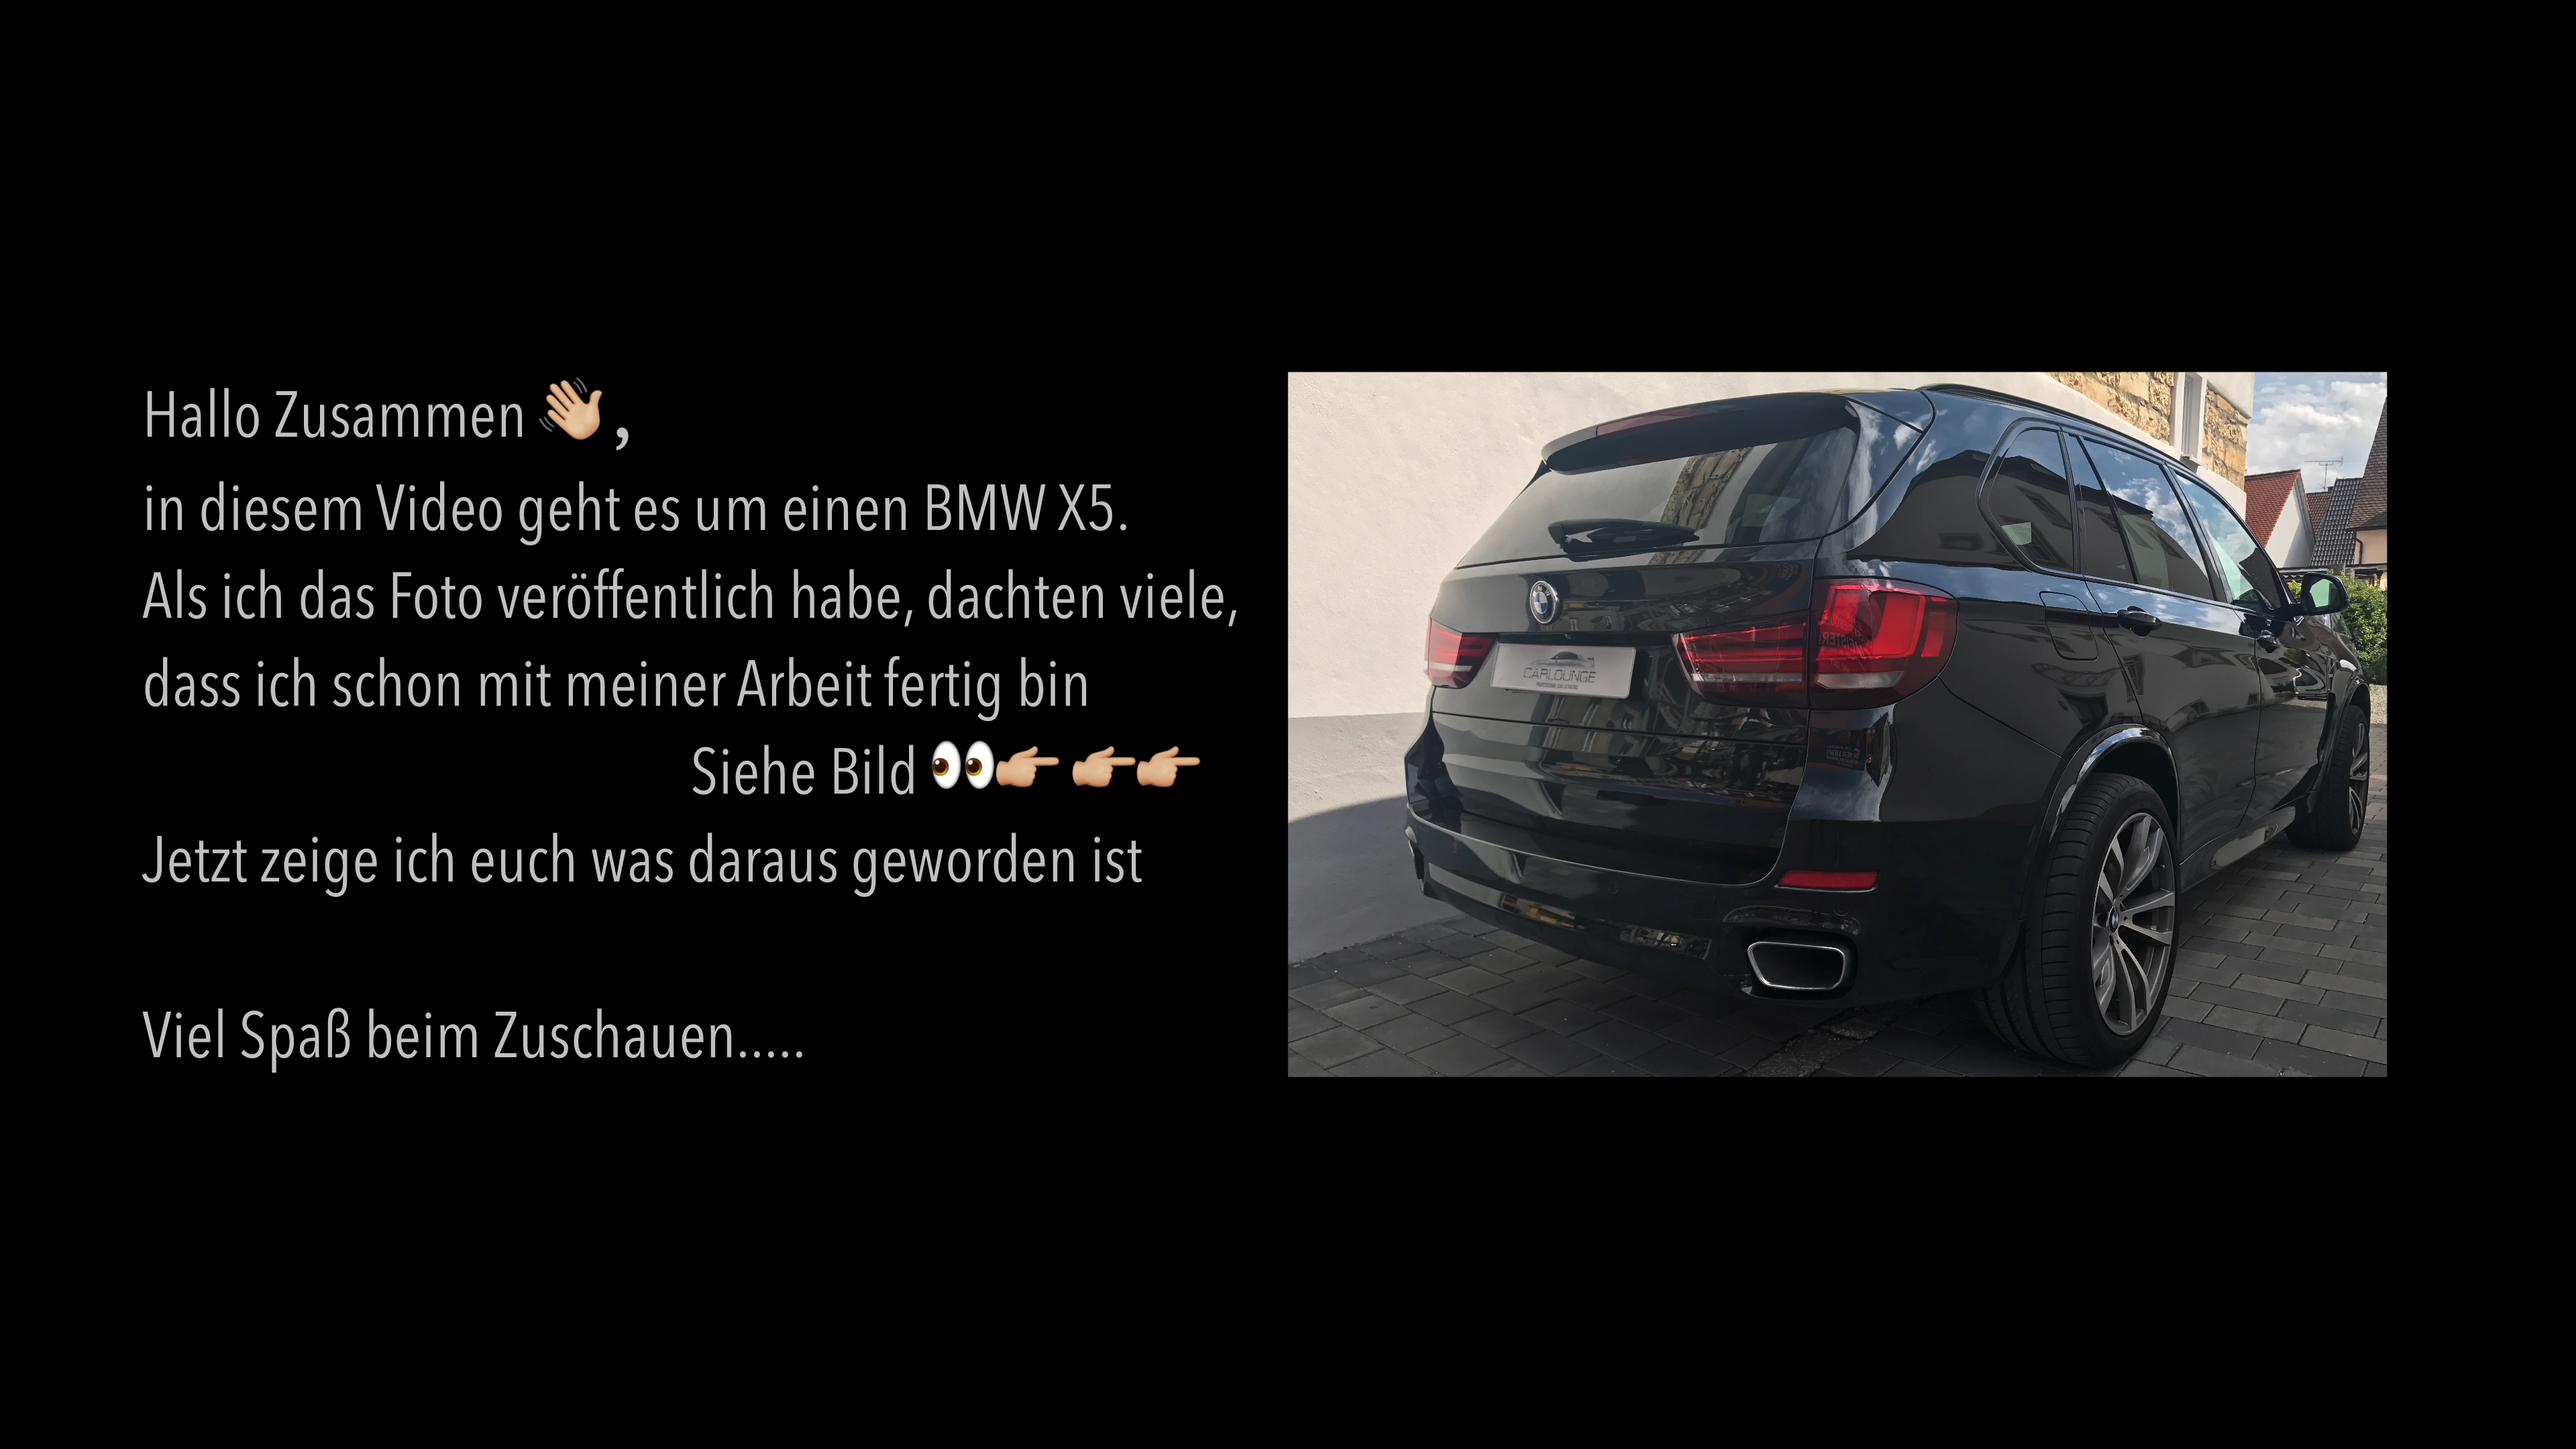 Hallo Zusammen 👋🏼,
in diesem Video geht es um einen BMW X5.
Als ich das Foto veröffentlich habe, dachten viele,
dass ich schon mit meiner Arbeit fertig bin
Siehe Bild 👀👉🏼 👉🏼👉🏼
Jetzt zeige ich euch was daraus geworden ist
Viel Spaß beim Zuschauen.....
CARLOUNGE